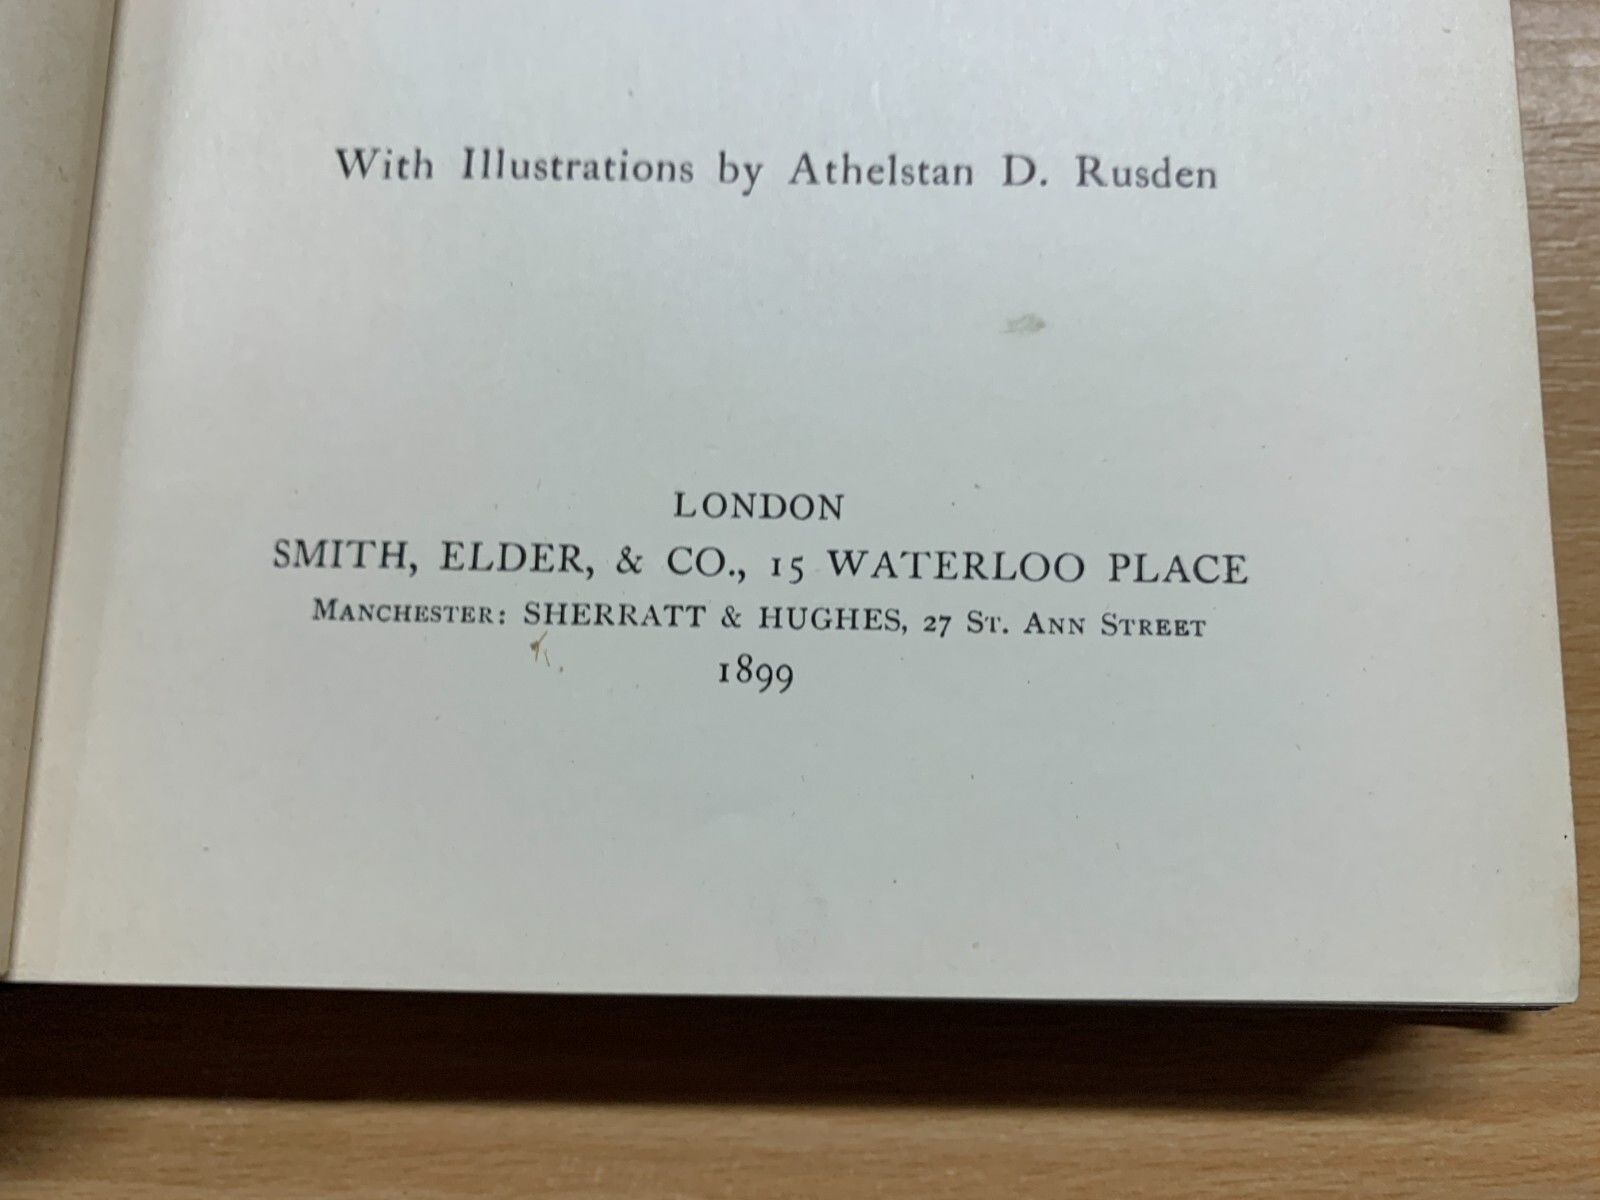 With Illustrations by Athelstan D. Rusden
LONDON
SMITH, ELDER, & CO., 15 WATERLOO PLACE
MANCHESTER: SHERRATT & HUGHES, 27 ST. ANN STREET
1899